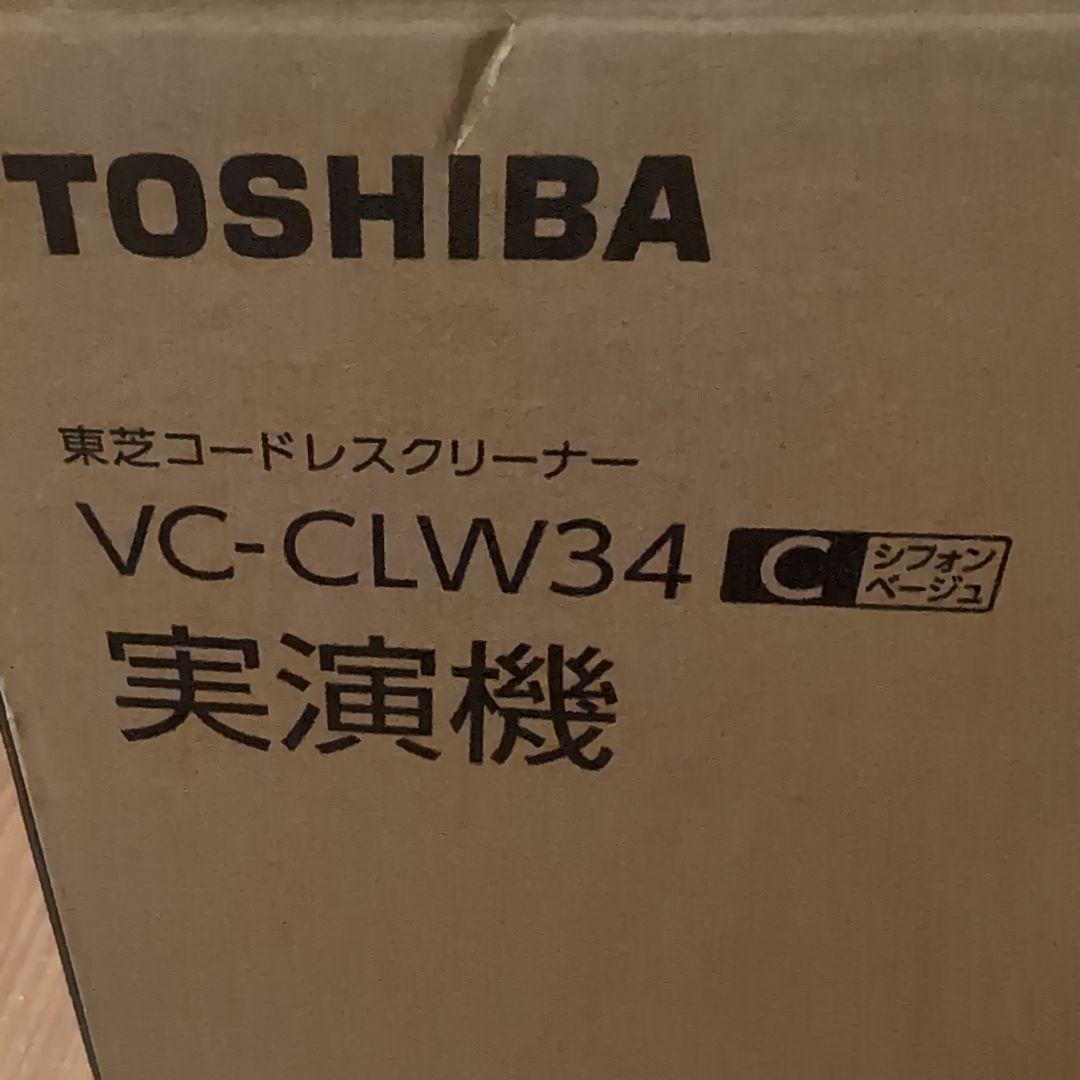 TOSHIBA
東芝コードレスクリーナー
VC-CLW34 C シフォン
ベージュ
実演機